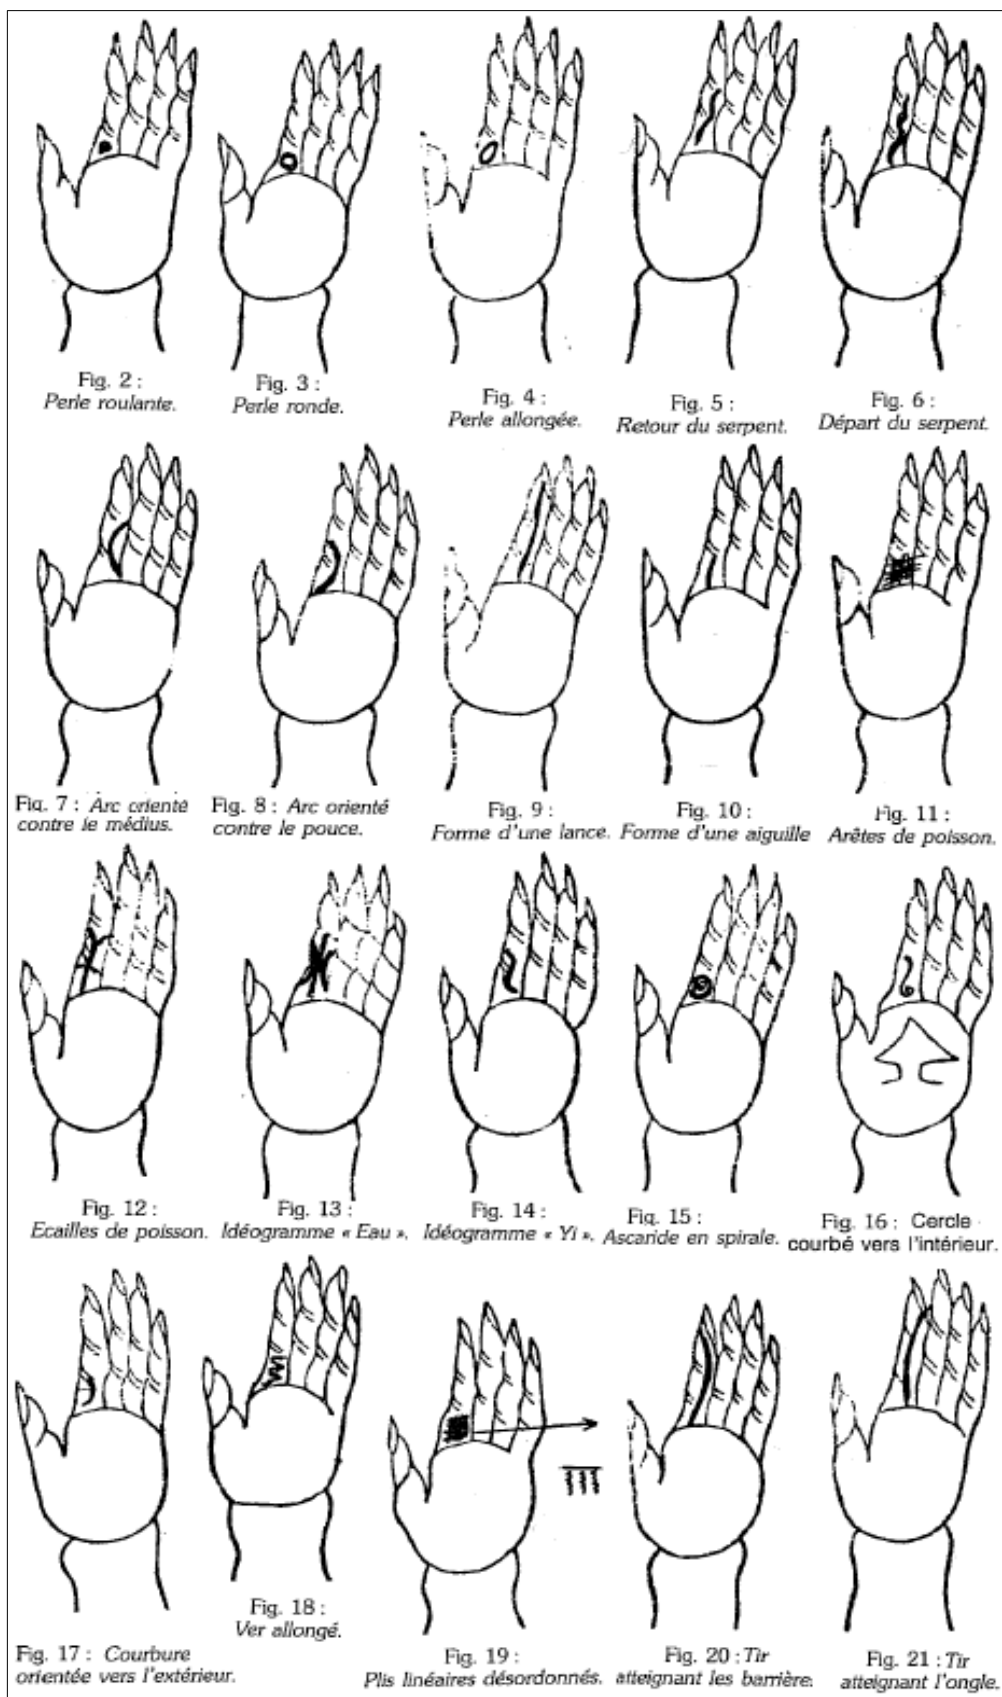 Fig. 2 :
Perle roulante.
Fig. 3 :
Perle ronde.
Fig. 4 :
Perle allongée.
Fig. 5 :
Retour du serpent.
Fig. 6 :
Départ du serpent.
Fig. 7 : Arc orienté
contre le médius.
Fig. 8 : Arc orienté
contre le pouce.
Fig. 9 :
Forme d'une lance.
Fig. 10 :
Forme d'une aiguille
Fig. 11 :
Arêtes de poisson.
Fig. 12 :
Ecailles de poisson.
Fig. 13 :
Idéogramme « Eau ».
Fig. 14 :
Idéogramme « Yi ».
Fig. 15 :
Ascaride en spirale.
Fig. 16 : Cercle
courbé vers l'intérieur.
Fig. 17 : Courbure
orientée vers l'extérieur.
Fig. 18 :
Ver allongé.
Fig. 19 :
Plis linéaires désordonnés.
Fig. 20 : Tir
atteignant les barrière.
Fig. 21 : Tir
atteignant l'ongle.